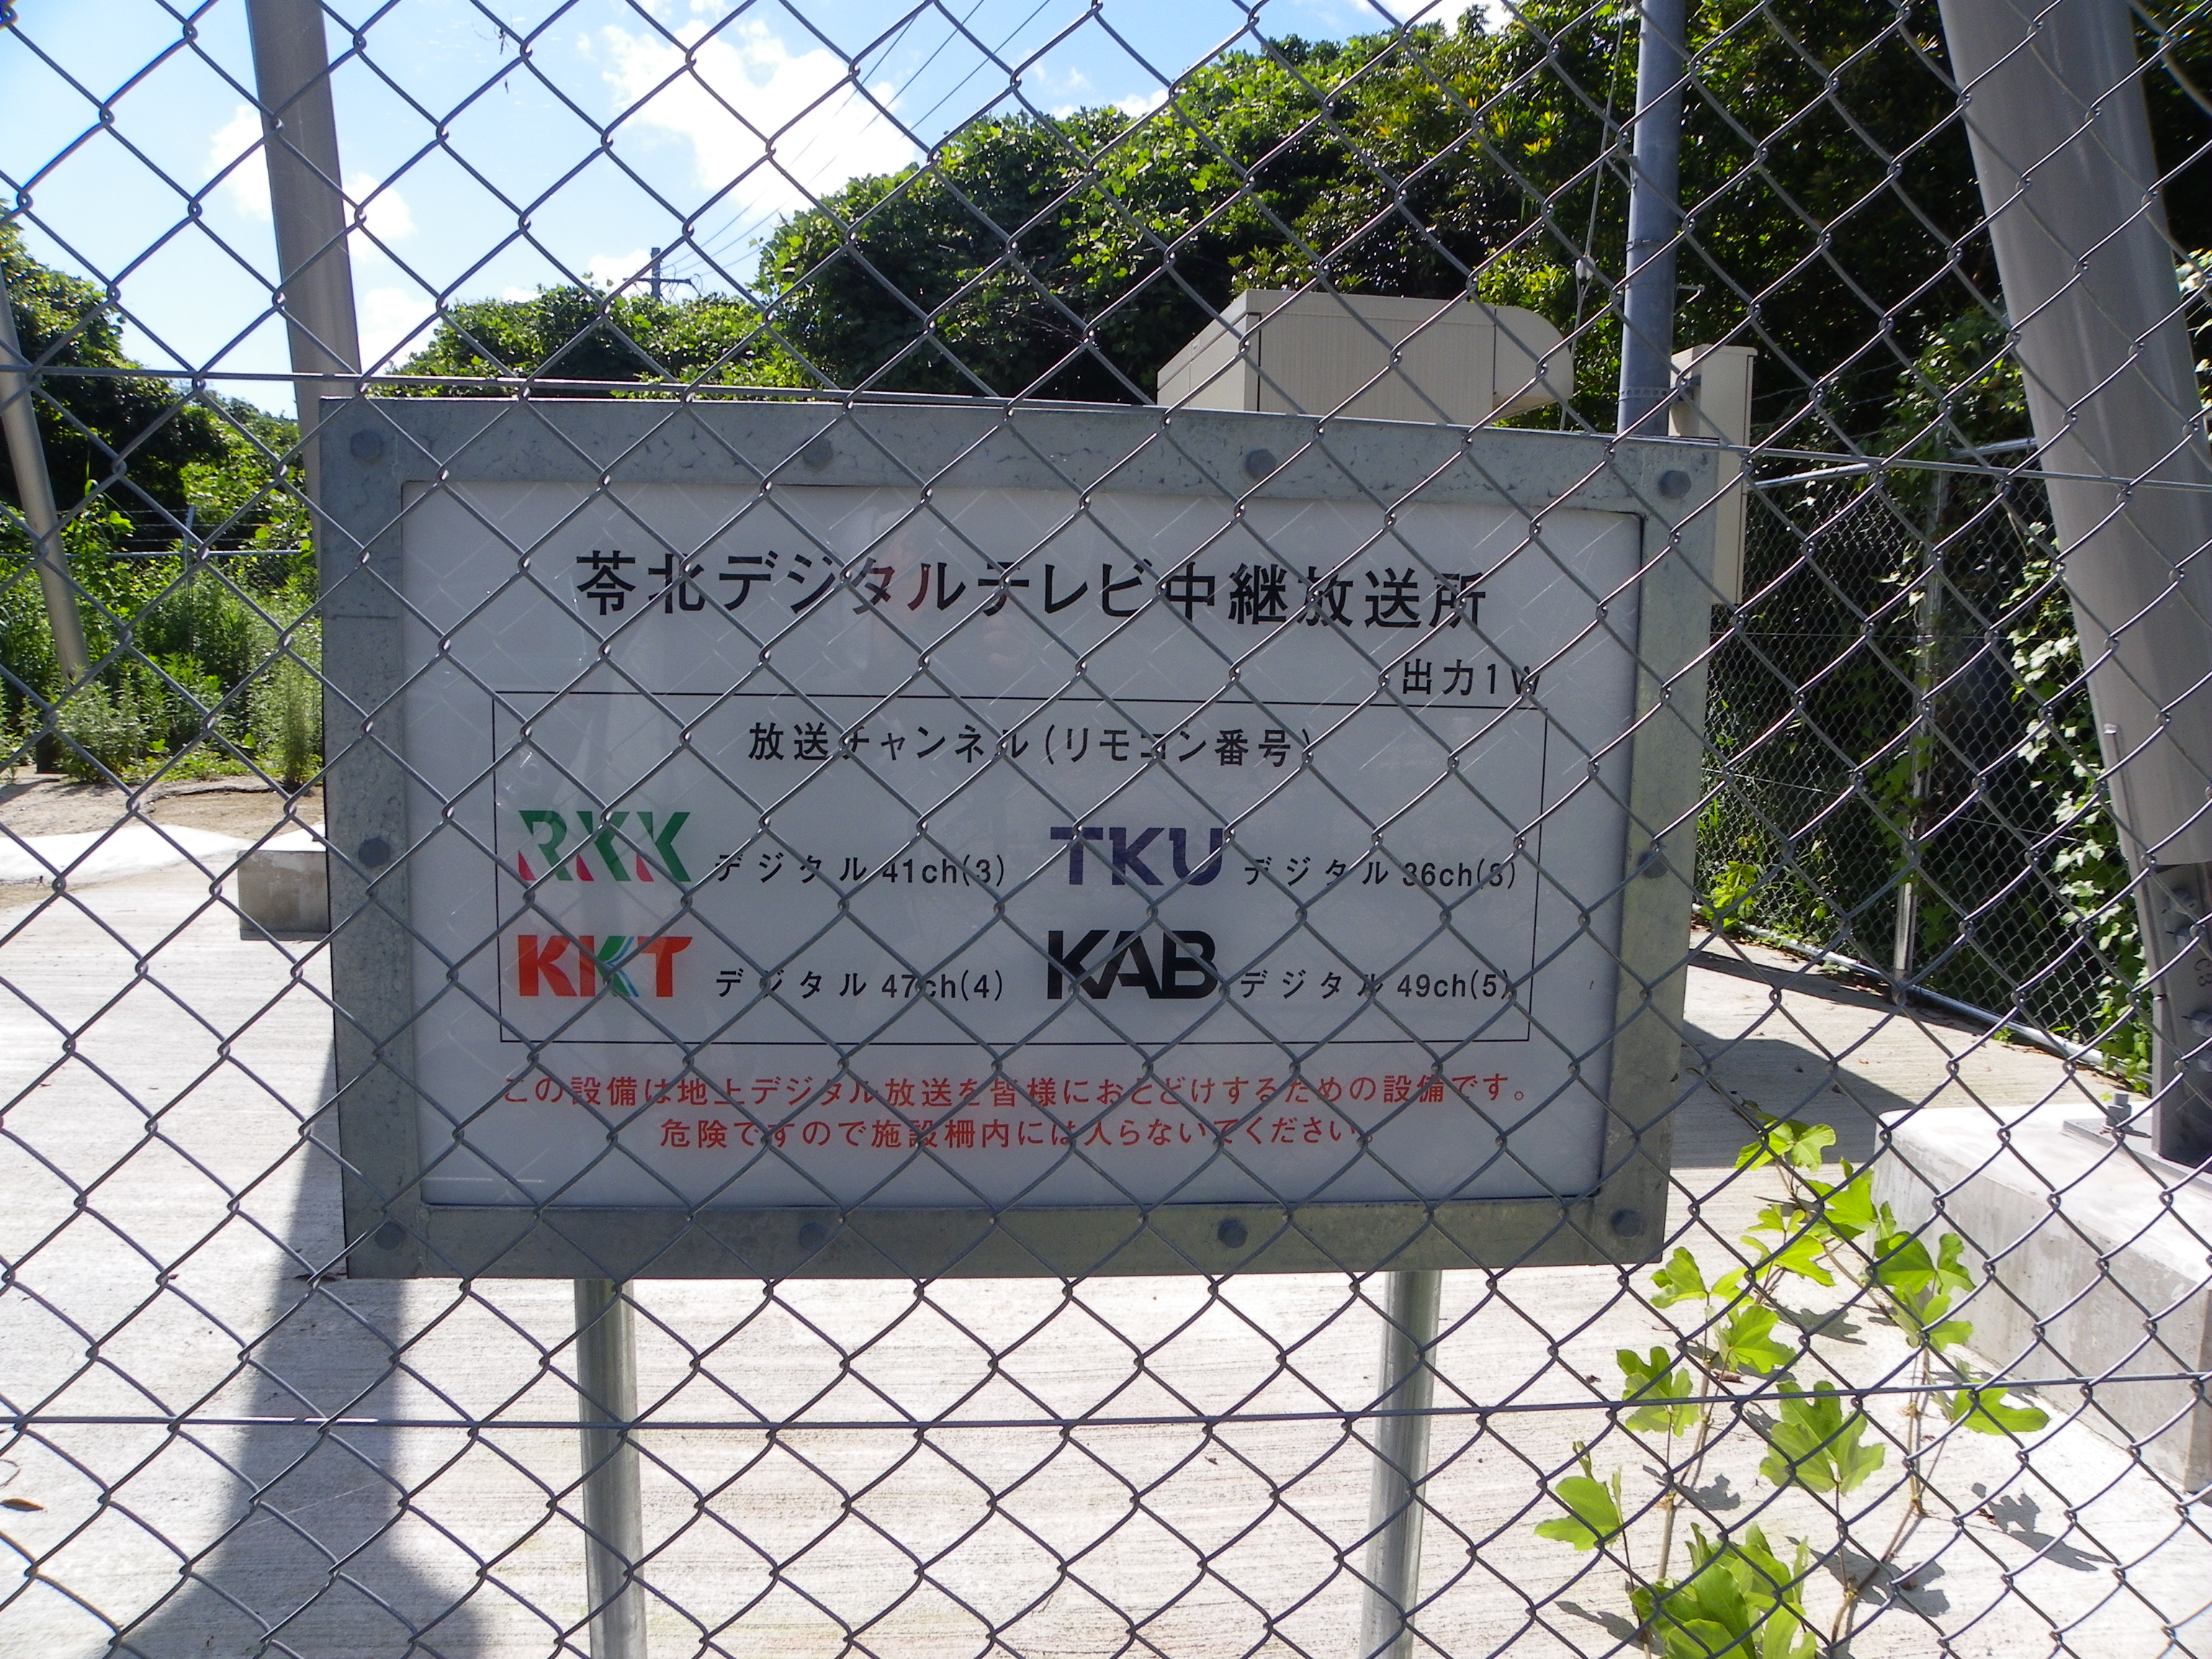 苓北デジタルテレビ中継放送所
出力1W
放送チャンネル(リモコン番号)
RKK デジタル 41ch(3) TKU デジタル 36ch(8)
KKT デジタル 47ch(4) KAB デジタル 49ch(5)
この設備は地上デジタル放送を皆様におとどけするための設備です。
危険ですので施設柵内には入らないでください。